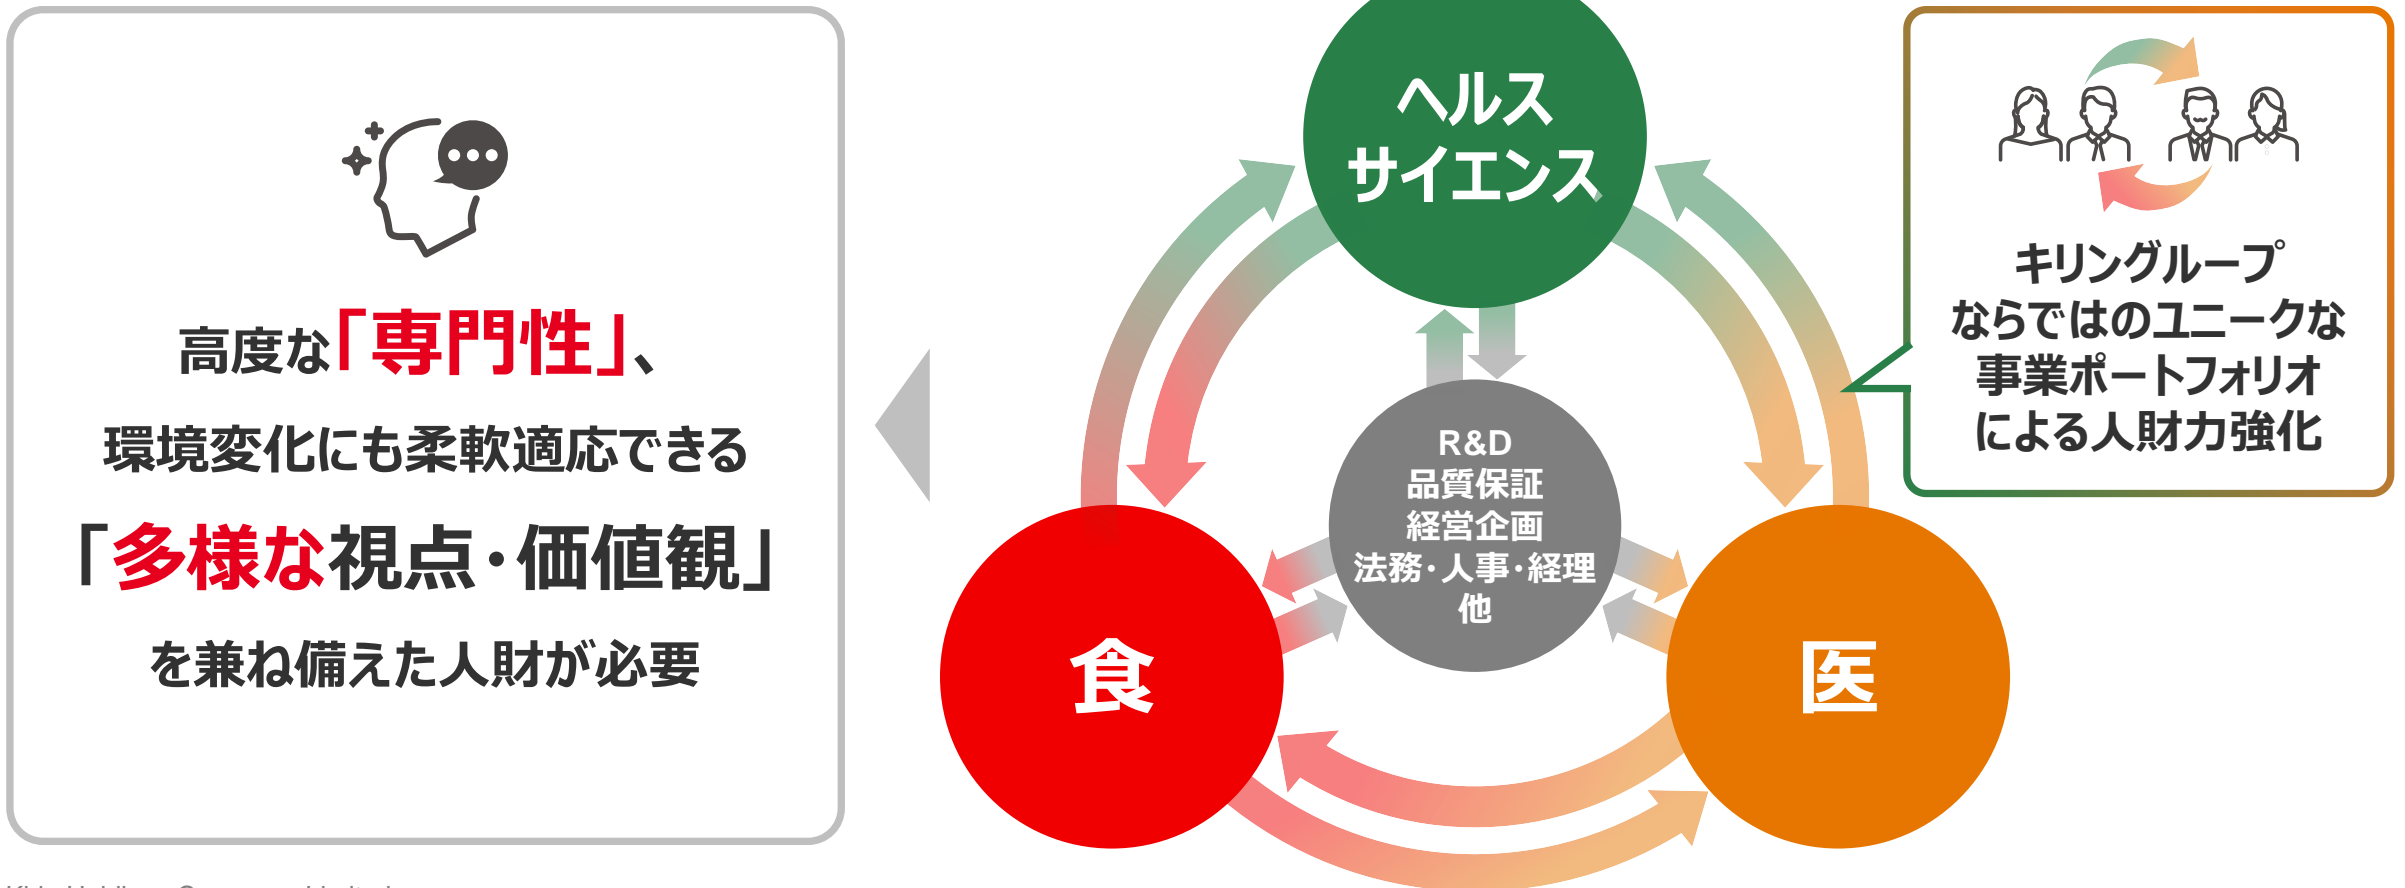 高度な「専門性」、
環境変化にも柔軟適応できる
「多様な視点・価値観」
を兼ね備えた人財が必要
ヘルス
サイエンス
R&D
品質保証
経営企画
法務・人事・経理
他
食
医
キリングループ
ならではのユニークな
事業ポートフォリオ
による人財力強化